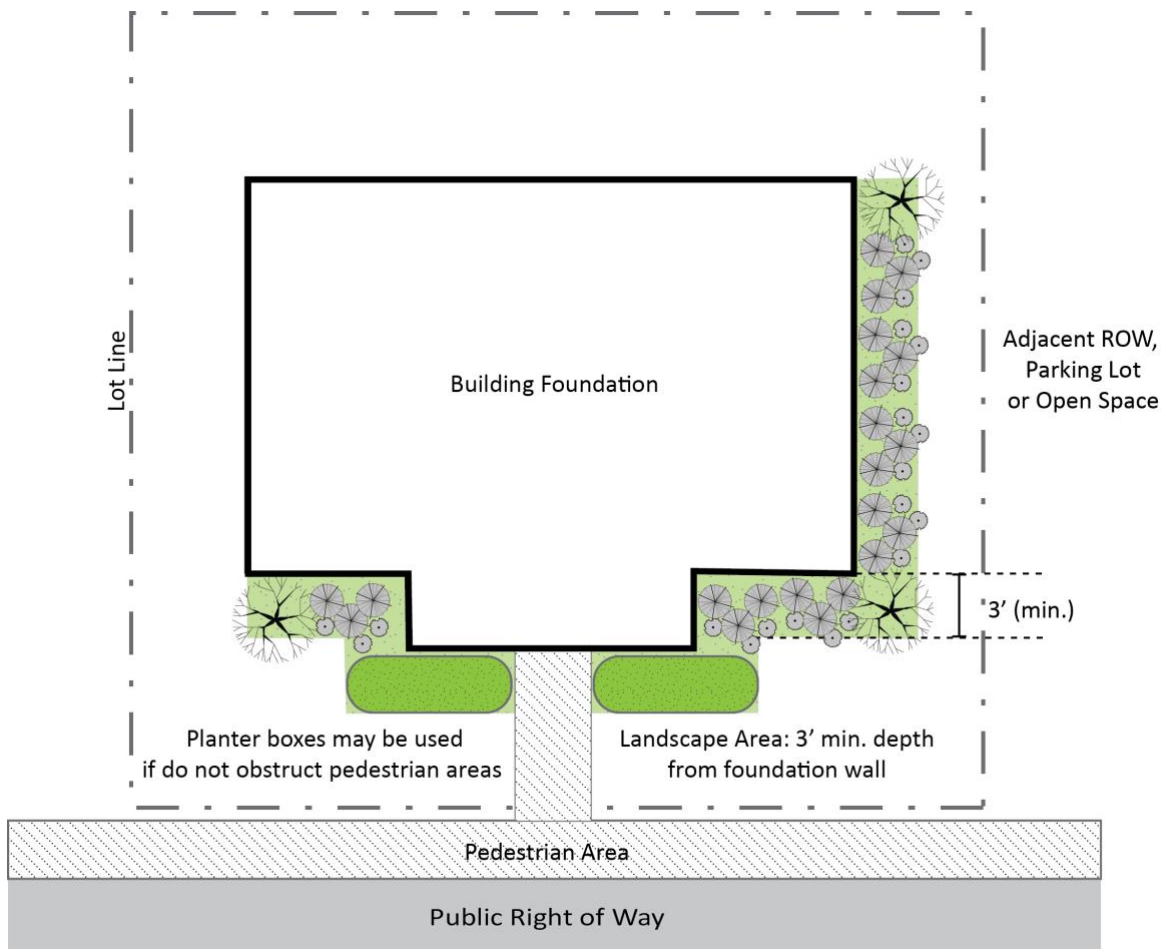 Lot Line
Building Foundation
Adjacent ROW,
Parking Lot
or Open Space
3’ (min.)
Planter boxes may be used
if do not obstruct pedestrian areas
Landscape Area: 3’ min. depth
from foundation wall
Pedestrian Area
Public Right of Way